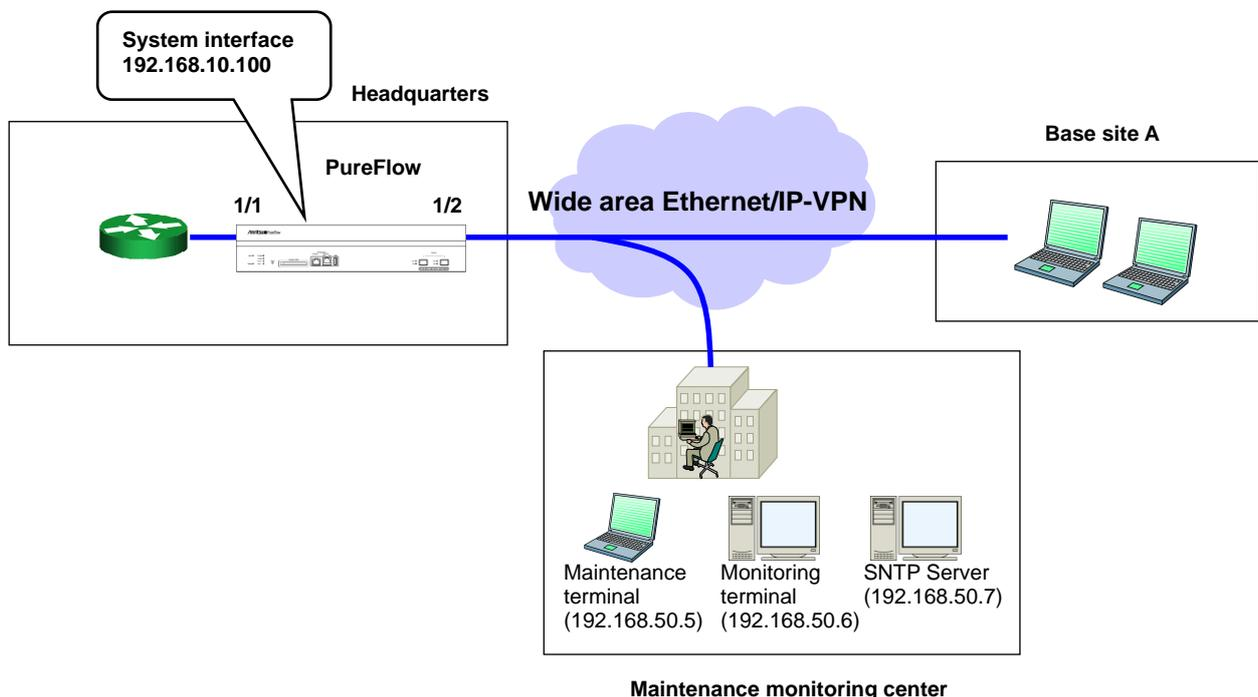 System interface
192.168.10.100
Headquarters
Base site A
PureFlow
1/1
1/2
Wide area Ethernet/IP-VPN
Maintenance
terminal
(192.168.50.5)
Monitoring
terminal
(192.168.50.6)
SNTP Server
(192.168.50.7)
Maintenance monitoring center